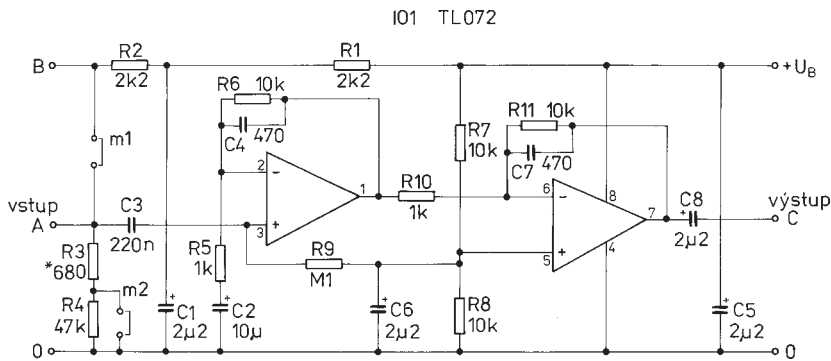 IO1 TL072
B
R2
2k2
R1
2k2
+UB
R6 10k
C4 470
R11 10k
C7 470
R7
10k
m1
2
−
1
R10
1k
6
−
8
7
C8
+
2µ2
vstup
A
C3
220n
+
3
výstup
C
R3
*680
R5
1k
R9
M1
+
5
4
m2
R4
47k
+
C1
2µ2
+
C2
10µ
+
C6
2µ2
R8
10k
+
C5
2µ2
0
0